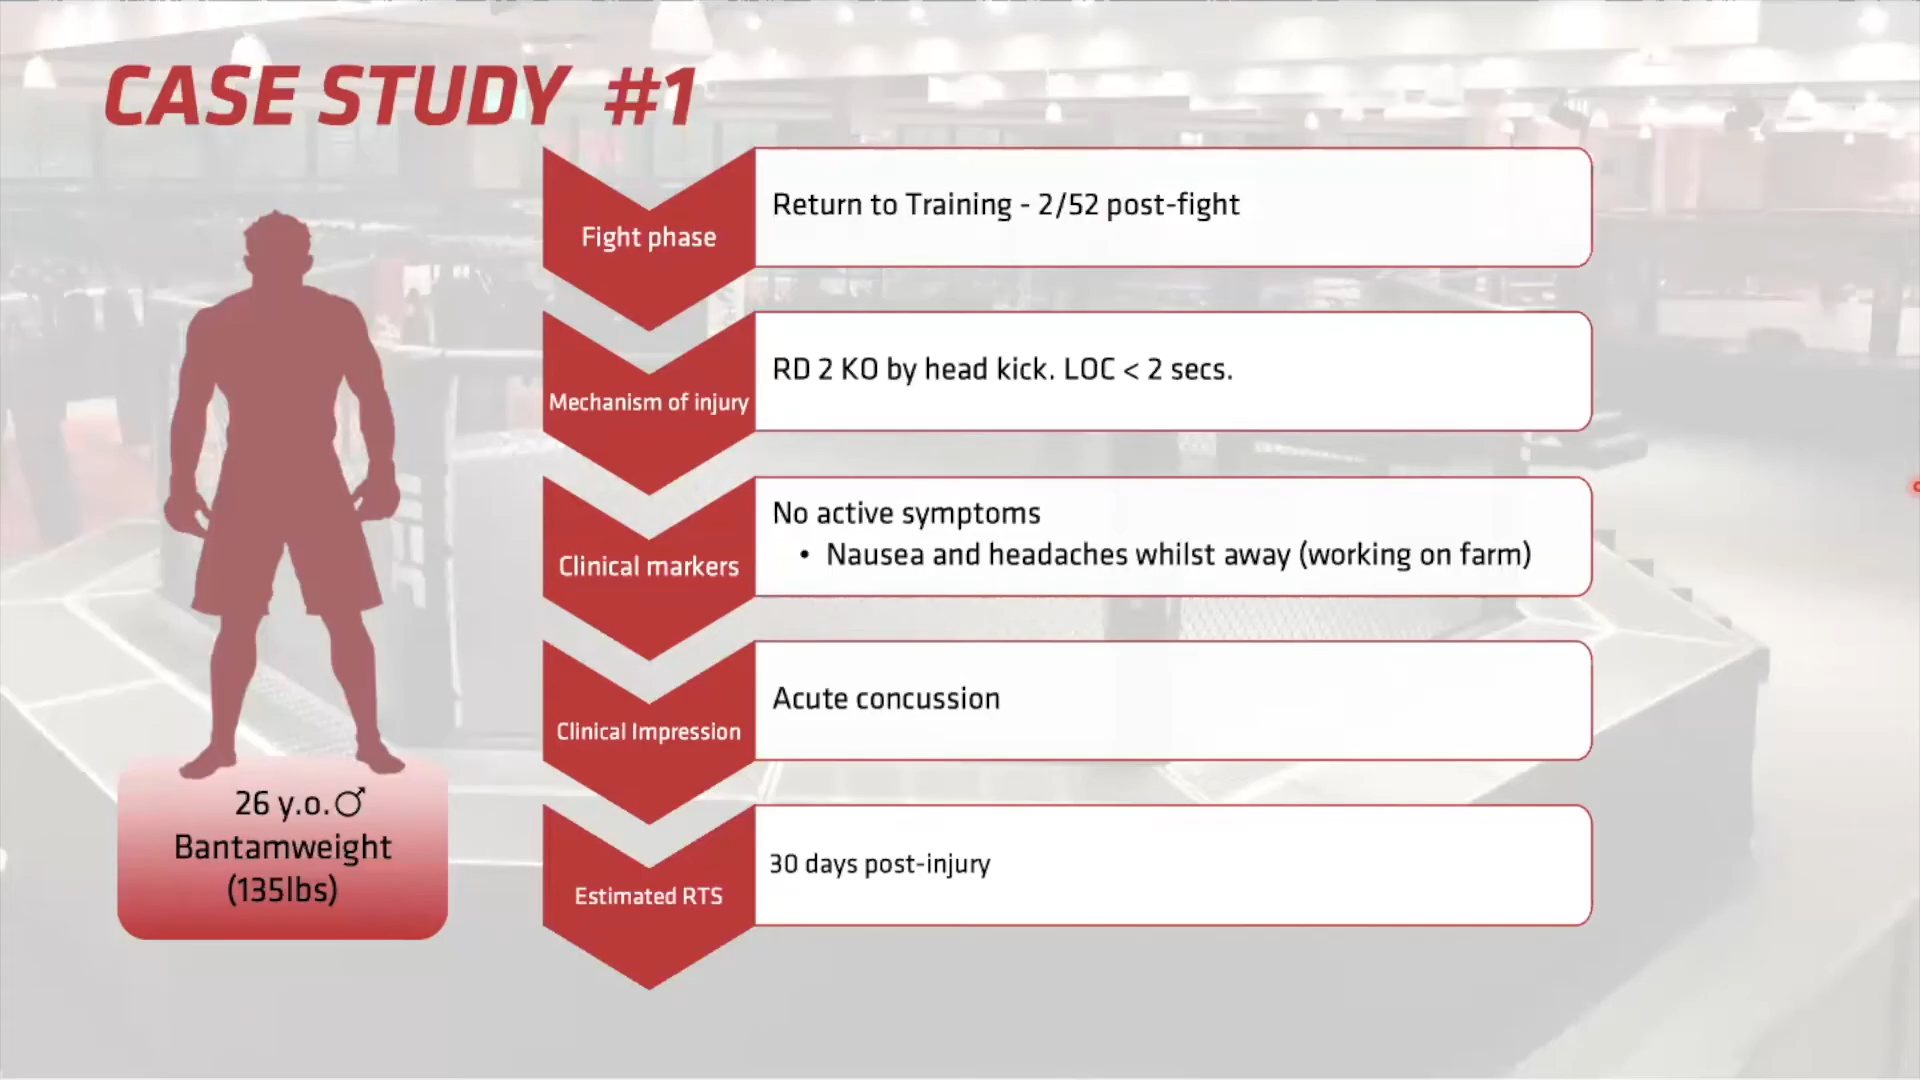 CASE STUDY #1
Fight phase
Return to Training - 2/52 post-fight
Mechanism of injury
RD 2 KO by head kick. LOC < 2 secs.
Clinical markers
No active symptoms
• Nausea and headaches whilst away (working on farm)
Clinical Impression
Acute concussion
Estimated RTS
30 days post-injury
26 y.o.♂
Bantamweight
(135lbs)